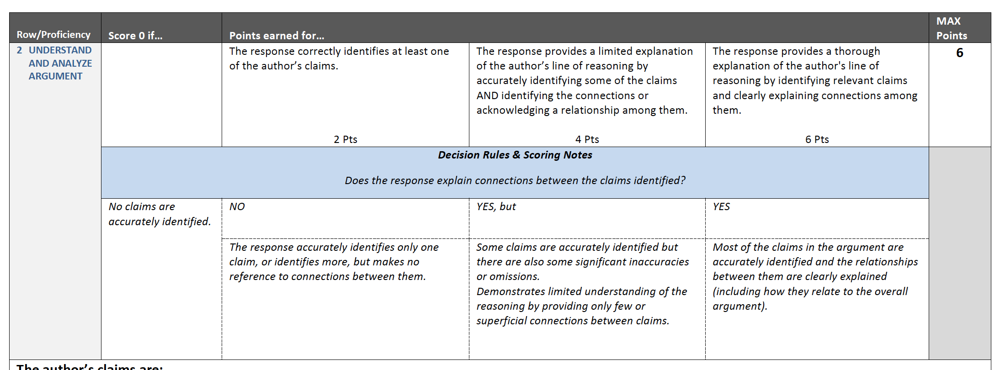 Row/Proficiency
Score 0 if…
Points earned for…
MAX
Points
2 UNDERSTAND
AND ANALYZE
ARGUMENT
The response correctly identifies at least one
of the author’s claims.
2 Pts
The response provides a limited explanation
of the author’s line of reasoning by
accurately identifying some of the claims
AND identifying the connections or
acknowledging a relationship among them.
4 Pts
The response provides a thorough
explanation of the author's line of
reasoning by identifying relevant claims
and clearly explaining connections among
them.
6 Pts
6
Decision Rules & Scoring Notes
Does the response explain connections between the claims identified?
No claims are
accurately identified.
NO
YES, but
YES
The response accurately identifies only one
claim, or identifies more, but makes no
reference to connections between them.
Some claims are accurately identified but
there are also some significant inaccuracies
or omissions.
Demonstrates limited understanding of the
reasoning by providing only few or
superficial connections between claims.
Most of the claims in the argument are
accurately identified and the relationships
between them are clearly explained
(including how they relate to the overall
argument).
The author’s claims are: